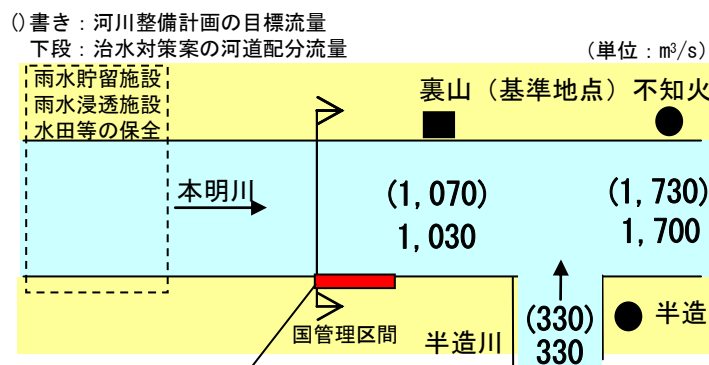 ()書き：河川整備計画の目標流量
下段：治水対策案の河道配分流量
(単位：m³/s)
雨水貯留施設
雨水浸透施設
水田等の保全
裏山（基準地点）
不知火
本明川
(1,070)
1,030
(1,730)
1,700
国管理区間
半造川
(330)
330
半造